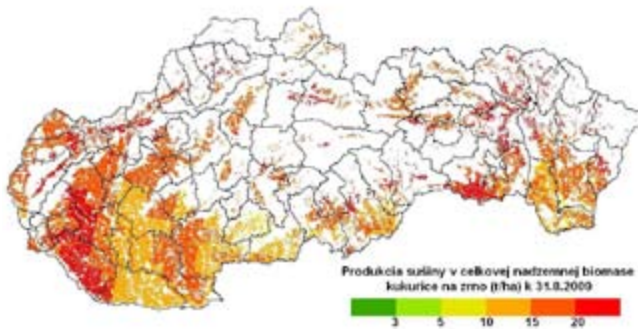 Produkcia sušiny v celkovej nadzemnej biomase
kukurice na zrno (t/ha) k 31.8.2009
3 5 10 15 20